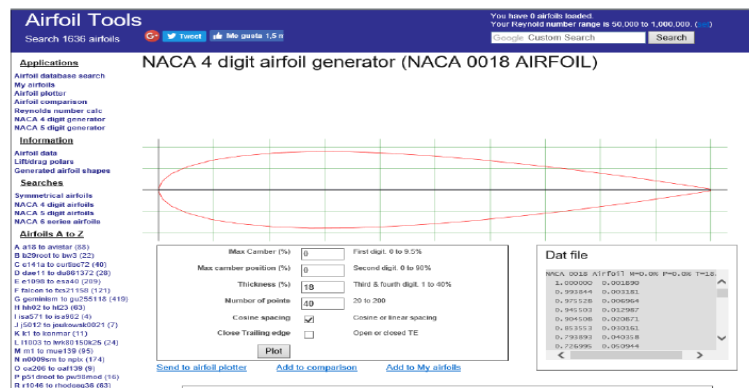 Airfoil Tools
Search 1636 airfoils
G+ Tweet Me gusta 1,5 m
You have 0 airfoils loaded.
Your Reynold number range is 50,000 to 1,000,000. (set)
Google Custom Search Search
Applications
Airfoil database search
My airfoils
Airfoil plotter
Airfoil comparison
Reynolds number calc
NACA 4 digit generator
NACA 5 digit generator
Information
Airfoil data
Lift/drag polars
Generated airfoil shapes
Searches
Symmetrical airfoils
NACA 4 digit airfoils
NACA 5 digit airfoils
NACA 6 series airfoils
Airfoils A to Z
A a18 to avistar (88)
B b29root to bw3 (22)
C c141a to curtisc72 (40)
D dae11 to du861372 (28)
E e1098 to esa40 (209)
F falcon to fxs21158 (121)
G geminism to gu255118 (419)
H hh02 to ht23 (63)
I isa571 to isa962 (4)
J j5012 to joukowsk0021 (7)
K k1 to kenmar (11)
L l1003 to lwk80150k25 (24)
M m1 to mue139 (95)
N n0009sm to nplx (174)
O oa206 to oaf139 (9)
P p51droot to pw98mod (16)
R r1046 to rhodesg36 (63)
NACA 4 digit airfoil generator (NACA 0018 AIRFOIL)
Max Camber (%) 0 First digit. 0 to 9.5%
Max camber position (%) 0 Second digit. 0 to 90%
Thickness (%) 18 Third & fourth digit. 1 to 40%
Number of points 40 20 to 200
Cosine spacing Cosine or linear spacing
Close Trailing edge Open or closed TE
Plot
Send to airfoil plotter Add to comparison Add to My airfoils
Dat file
NACA 0018 Airfoil M=0.0% P=0.0% T=18.
1.000000 0.001890
0.993844 0.003181
0.975528 0.006964
0.945503 0.012987
0.904508 0.020871
0.853553 0.030161
0.793893 0.040358
0.726995 0.050944